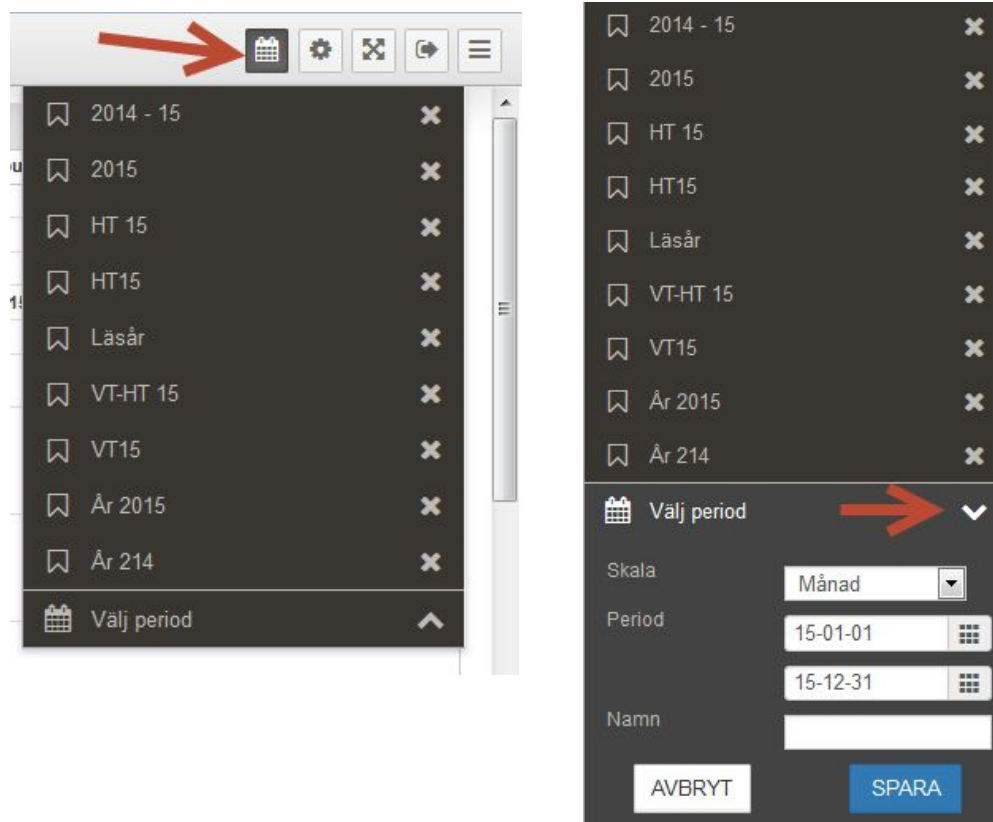 2014 - 15
2015
HT 15
HT15
Läsår
VT-HT 15
VT15
År 2015
År 214
Välj period
2014 - 15
2015
HT 15
HT15
Läsår
VT-HT 15
VT15
År 2015
År 214
Välj period
Skala
Månad
Period
15-01-01
15-12-31
Namn
AVBRYT
SPARA